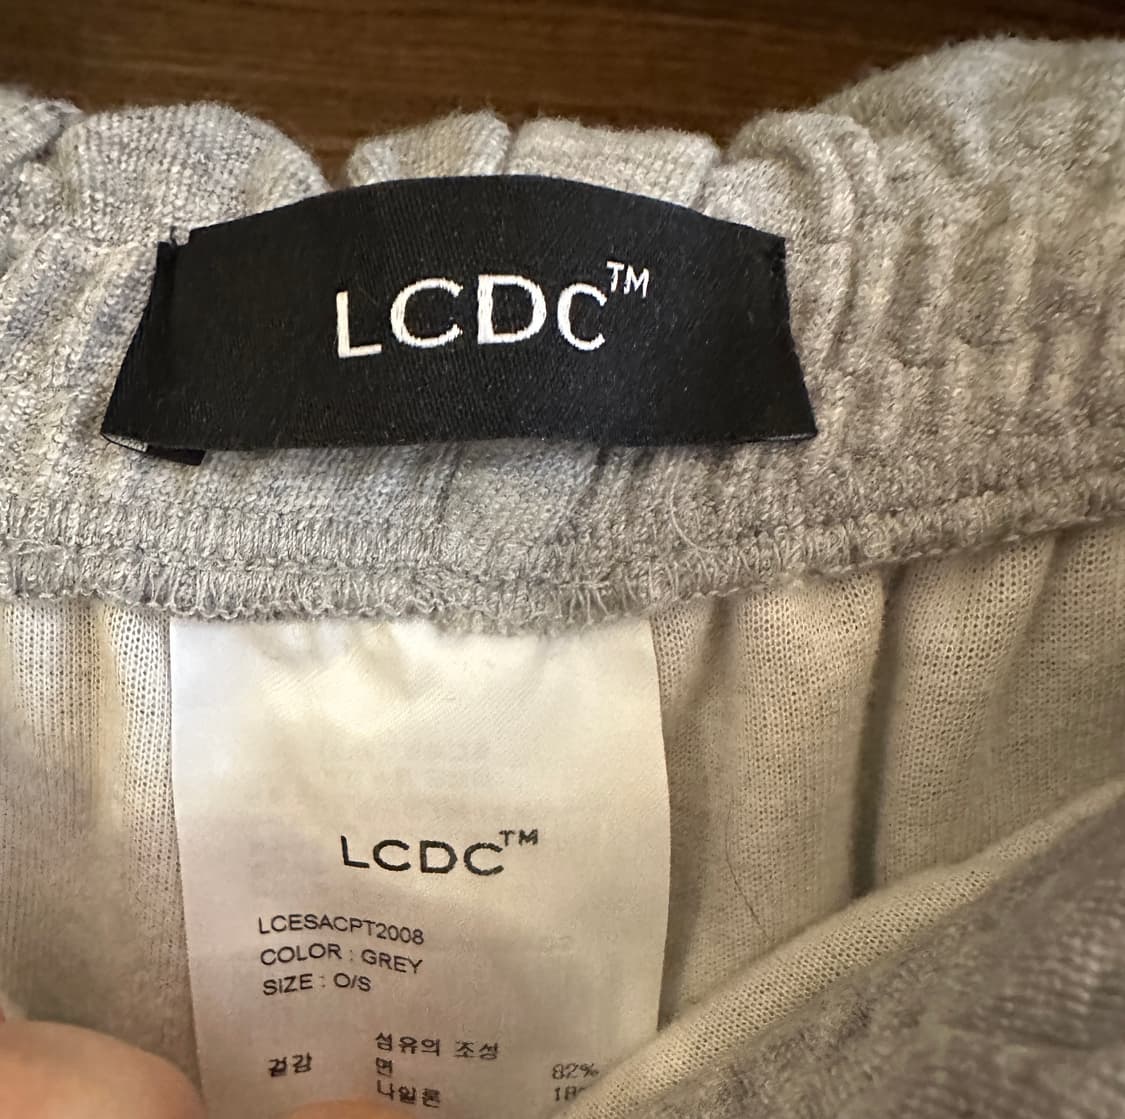 LCDC™
LCDC™
LCESACPT2008
COLOR : GREY
SIZE : O/S
섬유의 조성
겉감 면 82%
나일론